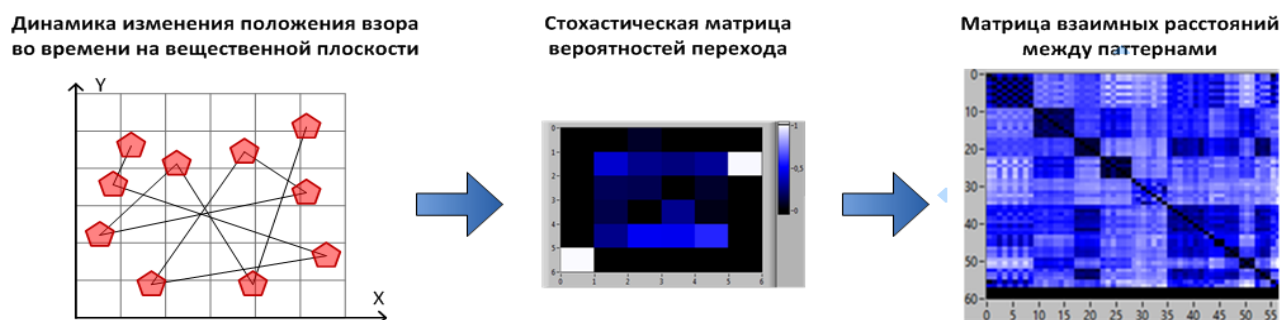 Динамика изменения положения взора
во времени на вещественной плоскости
Стохастическая матрица
вероятностей перехода
Матрица взаимных расстояний
между паттернами
Y
X
0
1
2
3
4
5
6
0 1 2 3 4 5 6
1
0,5
0
0
10
20
30
40
50
60
0 5 10 15 20 25 30 35 40 45 50 55